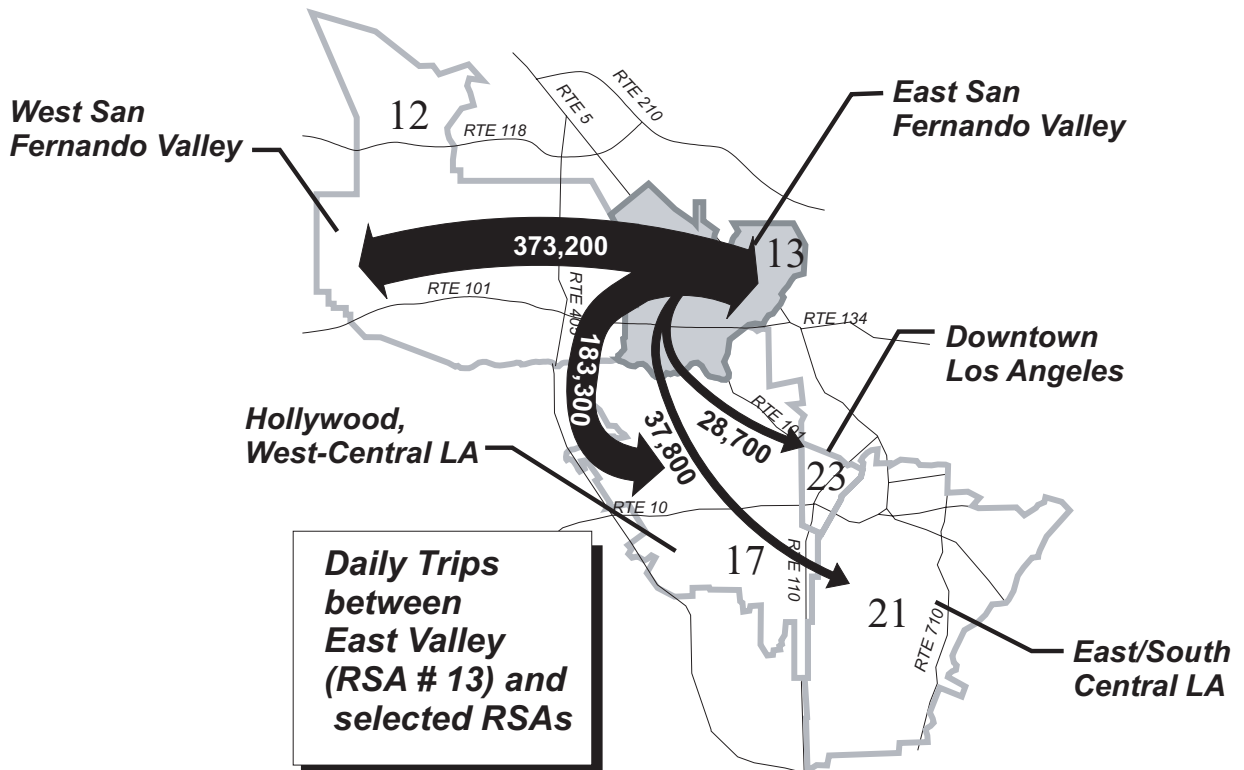 West San
Fernando Valley
12
RTE 118
RTE 5
RTE 210
East San
Fernando Valley
13
373,200
RTE 101
RTE 405
RTE 134
183,300
Downtown
Los Angeles
Hollywood,
West-Central LA
37,800
28,700
RTE 101
23
RTE 10
17
RTE 110
21
RTE 710
East/South
Central LA
Daily Trips
between
East Valley
(RSA # 13) and
selected RSAs